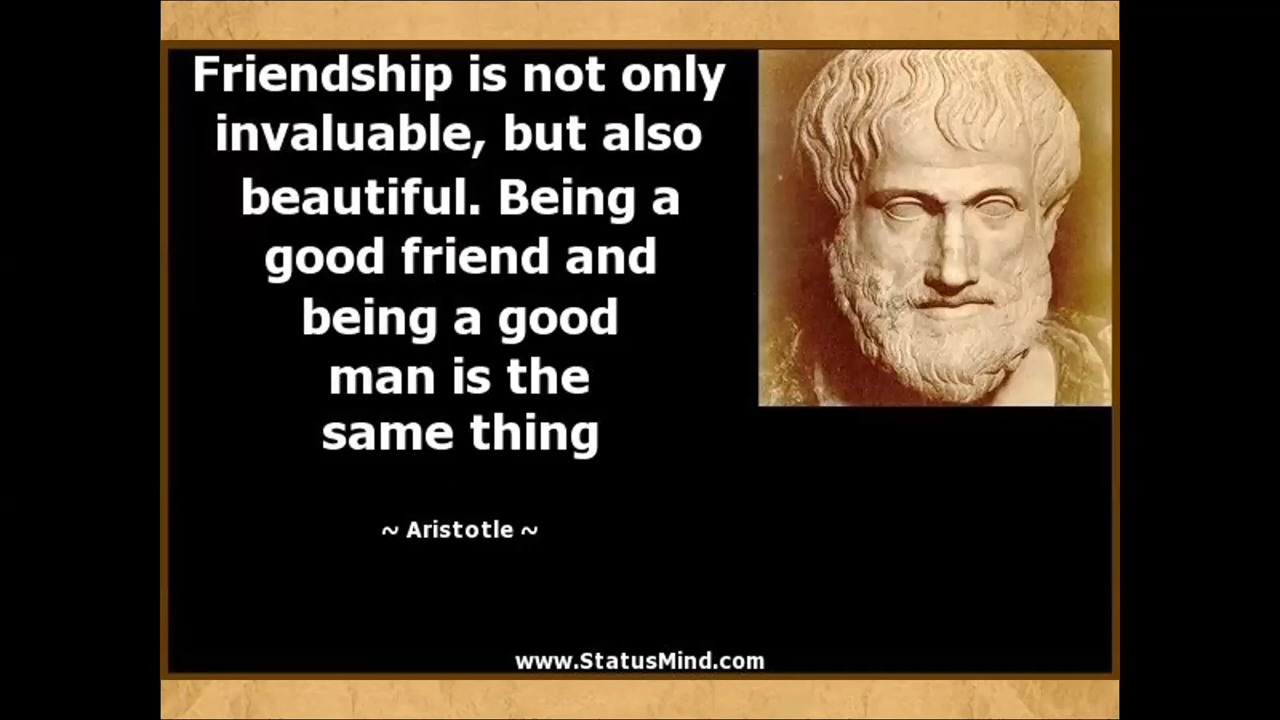 Friendship is not only
invaluable, but also
beautiful. Being a
good friend and
being a good
man is the
same thing
~ Aristotle ~
www.StatusMind.com